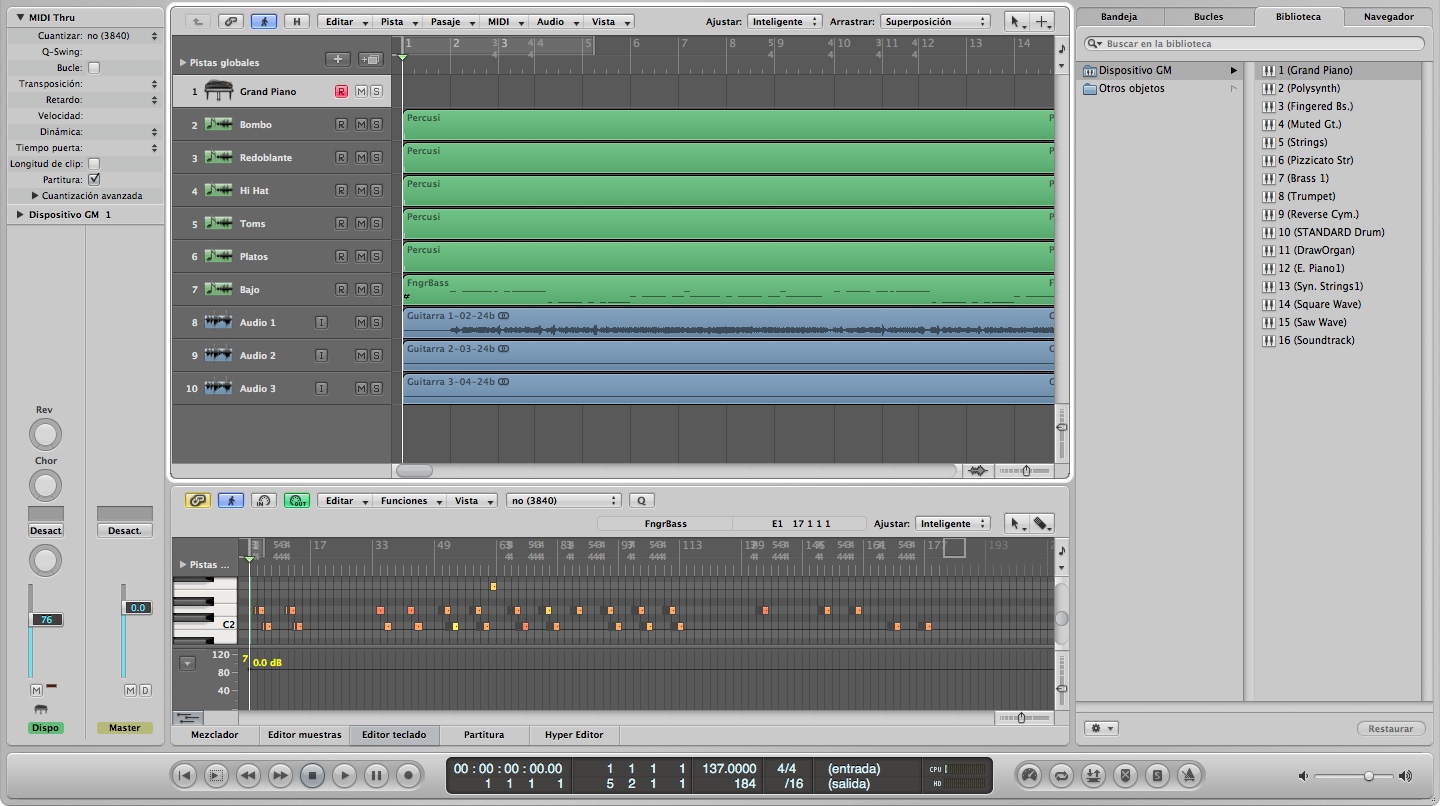 MIDI Thru
Cuantizar: no (3840)
Q-Swing:
Bucle:
Transposición:
Retardo:
Velocidad:
Dinámica:
Tiempo puerta:
Longitud de clip:
Partitura:
Cuantización avanzada
Dispositivo GM 1
Rev
Chor
Desact
Desact.
76
0.0
M
M D
Dispo
Master
H
Editar
Pista
Pasaje
MIDI
Audio
Vista
Ajustar: Inteligente
Arrastrar: Superposición
Pistas globales
1 2 3 4 5 6 7 8 9 10 11 12 13 14
1 Grand Piano R M S
2 Bombo R M S
Percusi
3 Redoblante R M S
Percusi
4 Hi Hat R M S
Percusi
5 Toms R M S
Percusi
6 Platos R M S
Percusi
7 Bajo R M S
FngrBass
8 Audio 1 I M S
Guitarra 1-02-24b
9 Audio 2 I M S
Guitarra 2-03-24b
10 Audio 3 I M S
Guitarra 3-04-24b
IN
OUT
Editar
Funciones
Vista
no (3840)
Q
FngrBass
E1 17 1 1 1
Ajustar: Inteligente
17 33 49 113 193
Pistas ...
C2
120
80
40
7
0.0 dB
Mezclador
Editor muestras
Editor teclado
Partitura
Hyper Editor
Bandeja
Bucles
Biblioteca
Navegador
Buscar en la biblioteca
Dispositivo GM
Otros objetos
1 (Grand Piano)
2 (Polysynth)
3 (Fingered Bs.)
4 (Muted Gt.)
5 (Strings)
6 (Pizzicato Str)
7 (Brass 1)
8 (Trumpet)
9 (Reverse Cym.)
10 (STANDARD Drum)
11 (DrawOrgan)
12 (E. Piano1)
13 (Syn. Strings1)
14 (Square Wave)
15 (Saw Wave)
16 (Soundtrack)
Restaurar
00 : 00 : 00 : 00.00
1 1 1 1
1 1 1 1
5 2 1 1
137.0000
184
4/4
/16
(entrada)
(salida)
CPU
HD
S